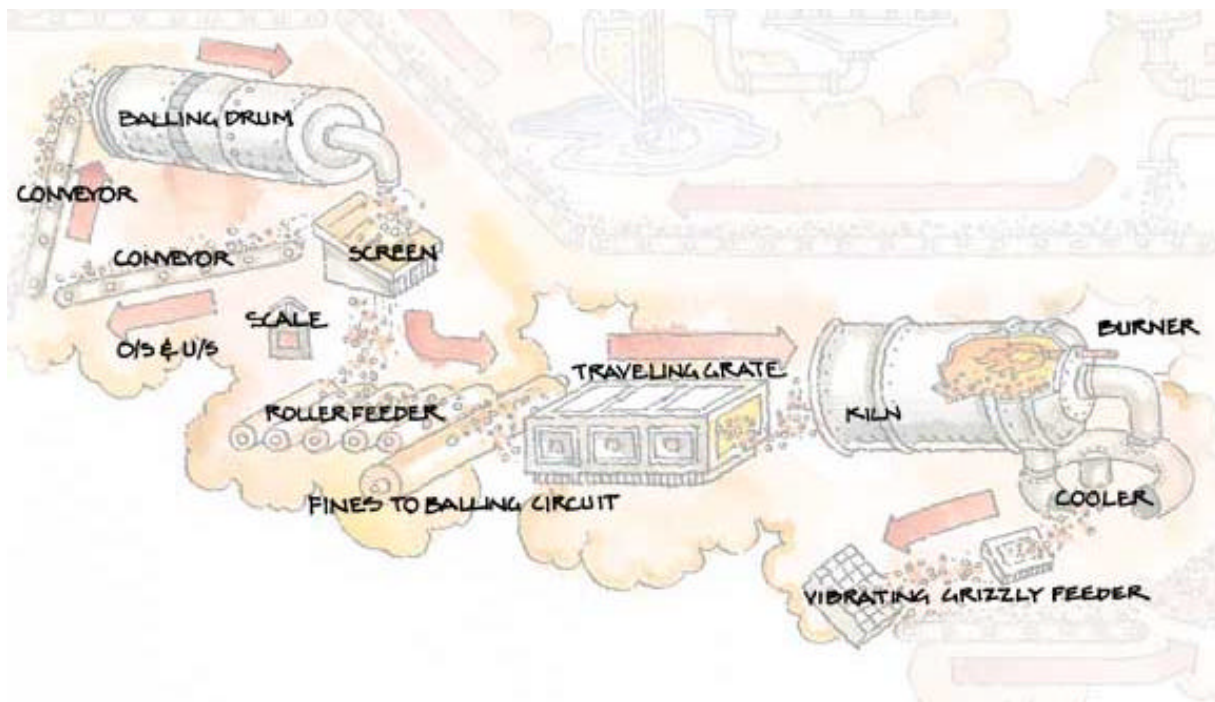 BALLING DRUM
CONVEYOR
CONVEYOR
SCREEN
SCALE
O/S & U/S
BURNER
TRAVELING GRATE
ROLLER FEEDER
KILN
FINES TO BALLING CIRCUIT
COOLER
VIBRATING GRIZZLY FEEDER